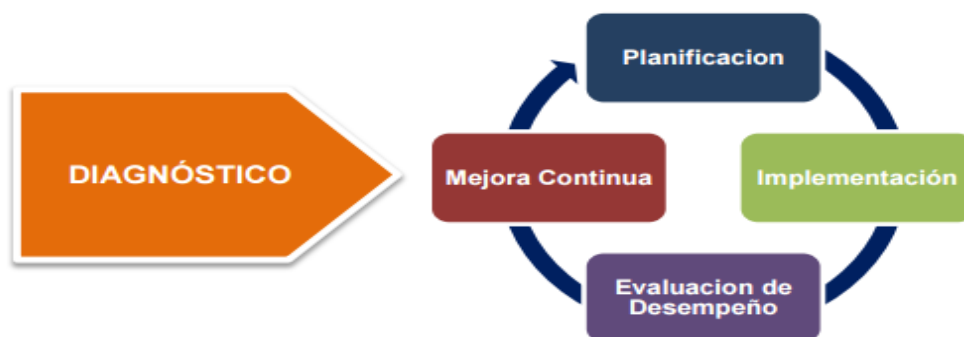 DIAGNÓSTICO
Planificacion
Mejora Continua
Implementación
Evaluacion de
Desempeño